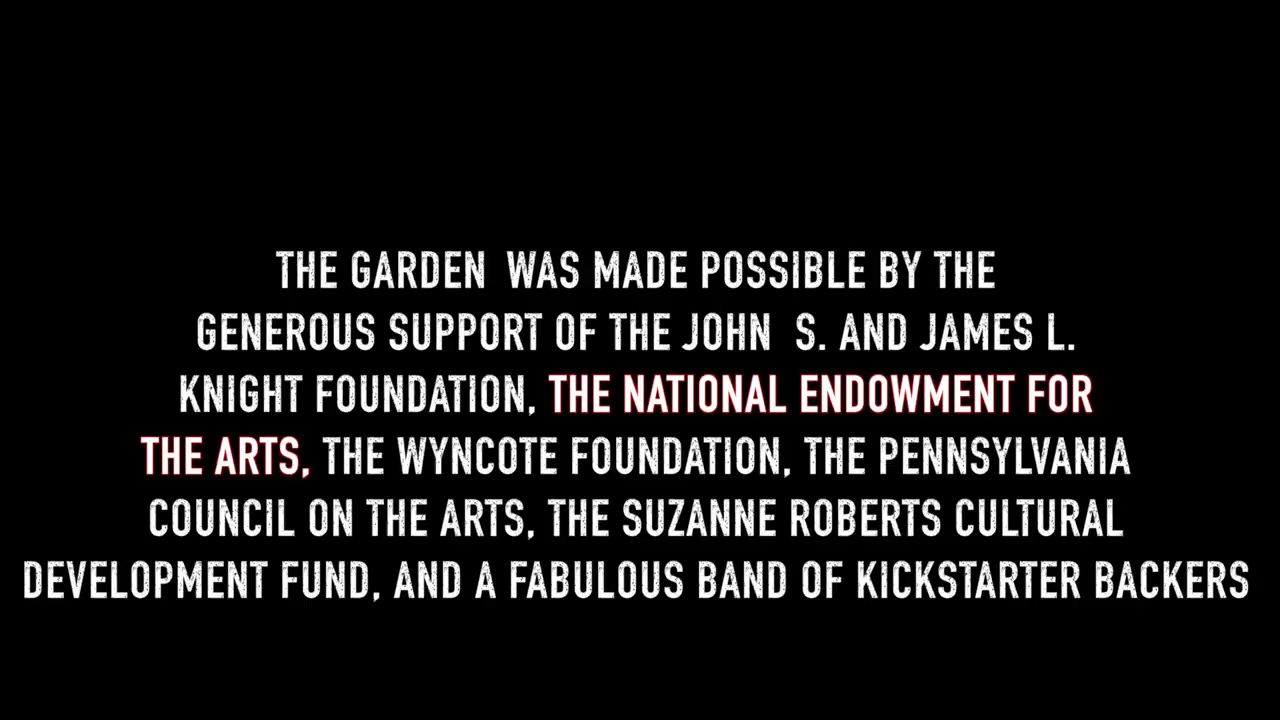 THE GARDEN WAS MADE POSSIBLE BY THE
GENEROUS SUPPORT OF THE JOHN S. AND JAMES L.
KNIGHT FOUNDATION, THE NATIONAL ENDOWMENT FOR
THE ARTS, THE WYNCOTE FOUNDATION, THE PENNSYLVANIA
COUNCIL ON THE ARTS, THE SUZANNE ROBERTS CULTURAL
DEVELOPMENT FUND, AND A FABULOUS BAND OF KICKSTARTER BACKERS